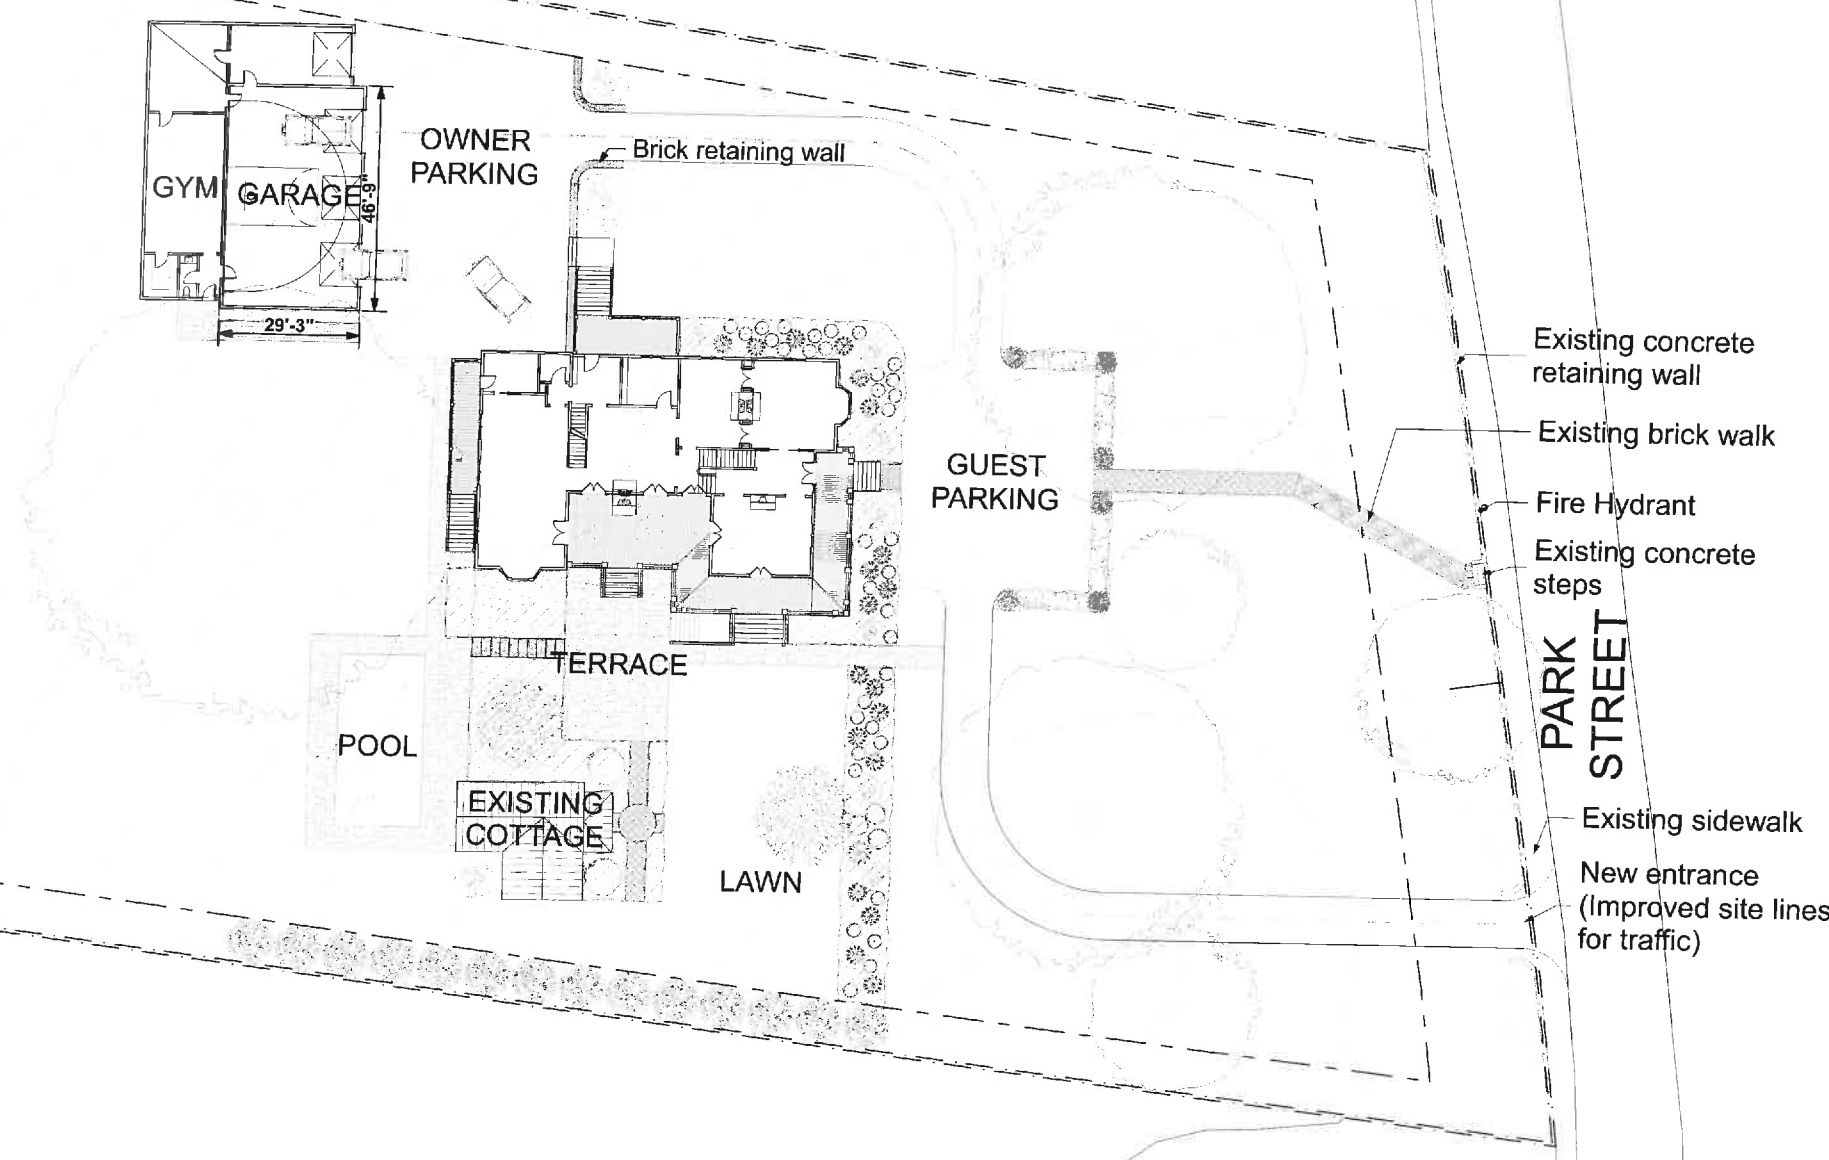 OWNER
PARKING
Brick retaining wall
GYM
GARAGE
46'-9"
29'-3"
Existing concrete
retaining wall
Existing brick walk
GUEST
PARKING
Fire Hydrant
Existing concrete
steps
PARK
STREET
TERRACE
POOL
EXISTING
COTTAGE
LAWN
Existing sidewalk
New entrance
(Improved site lines
for traffic)